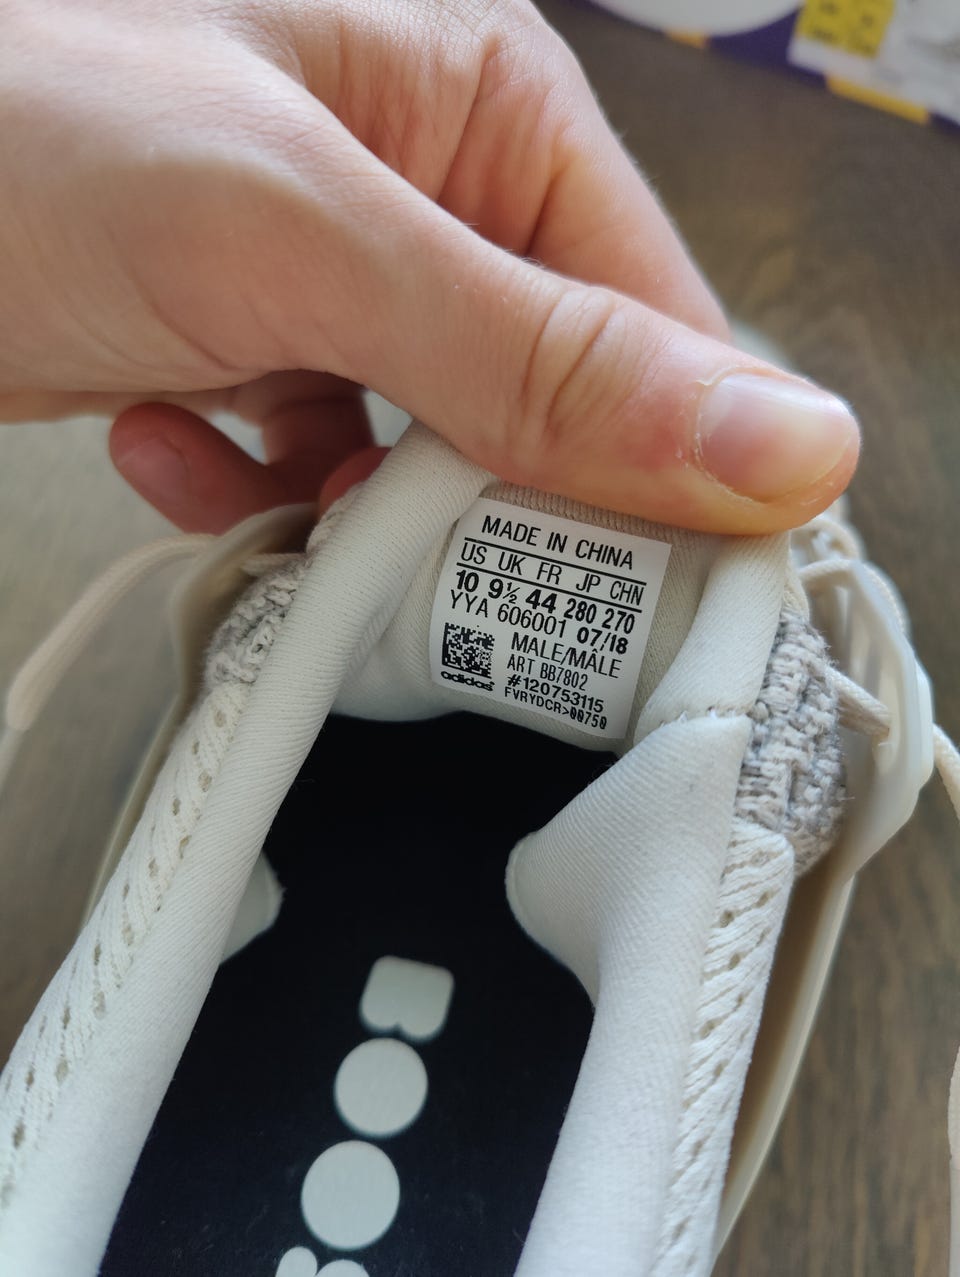 MADE IN CHINA
US UK FR JP CHN
10 9½ 44 280 270
YYA 606001 07/18
MALE/MÂLE
ART BB7802
#120753115
FVRYDCR>00750
adidas